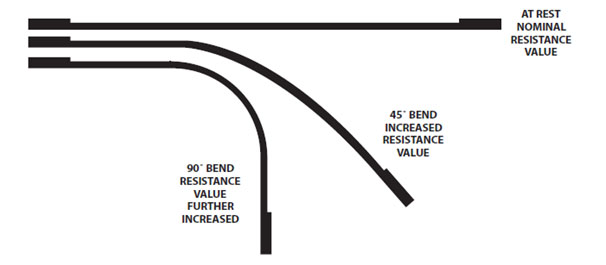 AT REST
NOMINAL
RESISTANCE
VALUE
45˚ BEND
INCREASED
RESISTANCE
VALUE
90˚ BEND
RESISTANCE
VALUE
FURTHER
INCREASED